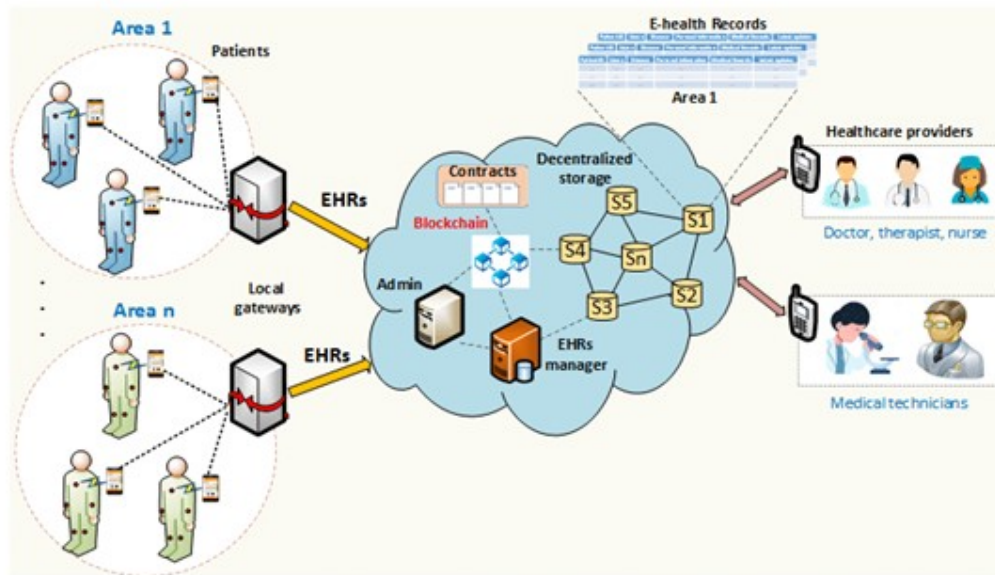 Area 1
Patients
E-health Records
Area 1
Healthcare providers
Doctor, therapist, nurse
Medical technicians
EHRs
Local gateways
Area n
EHRs
Contracts
Blockchain
Admin
EHRs
manager
Decentralized
storage
S5
S1
S4
Sn
S3
S2